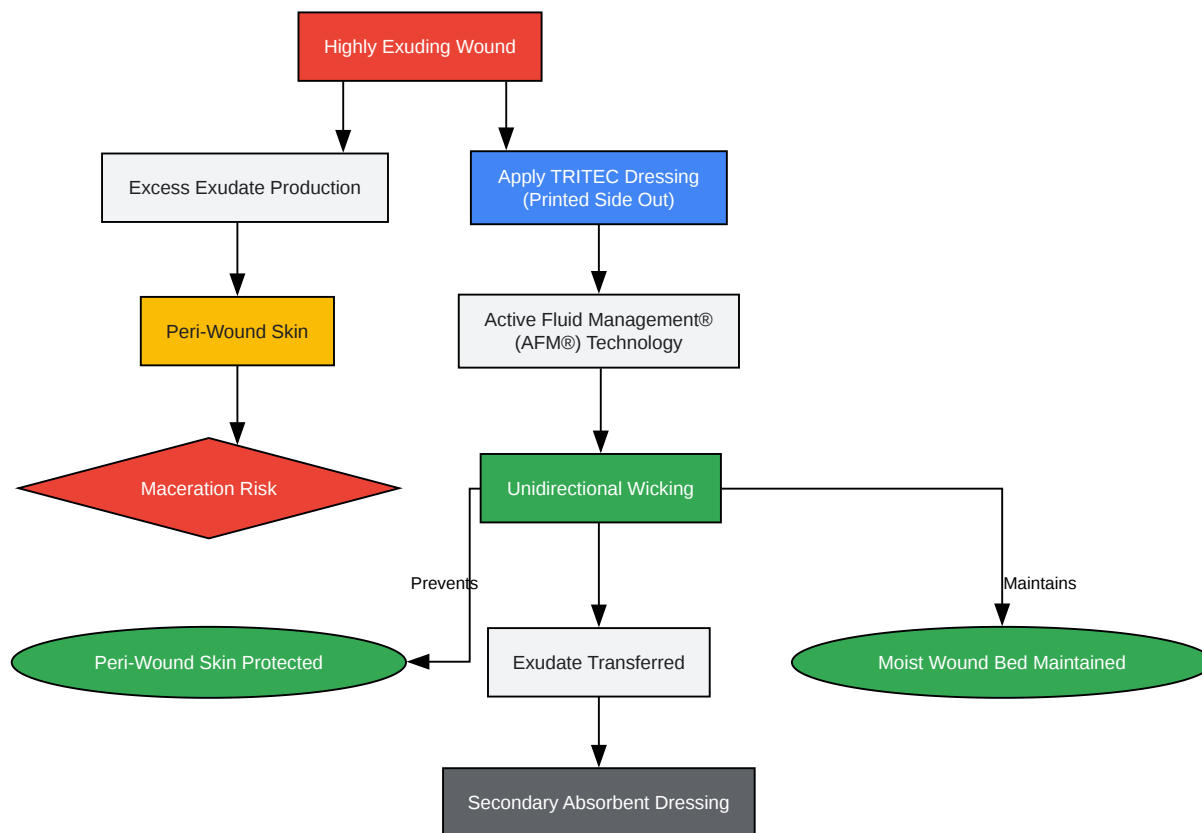 Highly Exuding Wound
Excess Exudate Production
Apply TRITEC Dressing
(Printed Side Out)
Peri-Wound Skin
Active Fluid Management®
(AFM®) Technology
Maceration Risk
Unidirectional Wicking
Prevents
Maintains
Peri-Wound Skin Protected
Exudate Transferred
Moist Wound Bed Maintained
Secondary Absorbent Dressing